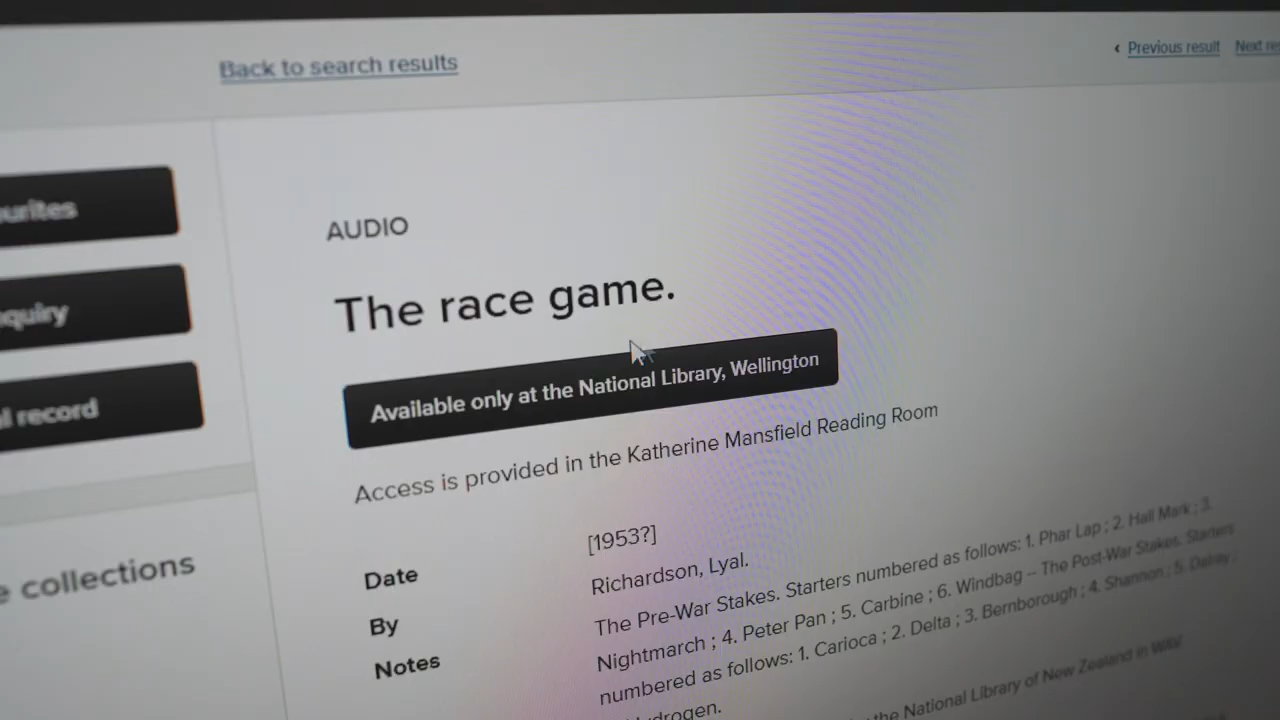 Back to search results
‹ Previous result Next
AUDIO
The race game.
Available only at the National Library, Wellington
Access is provided in the Katherine Mansfield Reading Room
Date [1953?]
By Richardson, Lyal.
Notes The Pre-War Stakes. Starters numbered as follows: 1. Phar Lap ; 2. Hall Mark ; 3.
Nightmarch ; 4. Peter Pan ; 5. Carbine ; 6. Windbag -- The Post-War Stakes. Starters
numbered as follows: 1. Carioca ; 2. Delta ; 3. Bernborough ; 4. Shannon ; 5. Dalray ;
the National Library of New Zealand in
record
collections